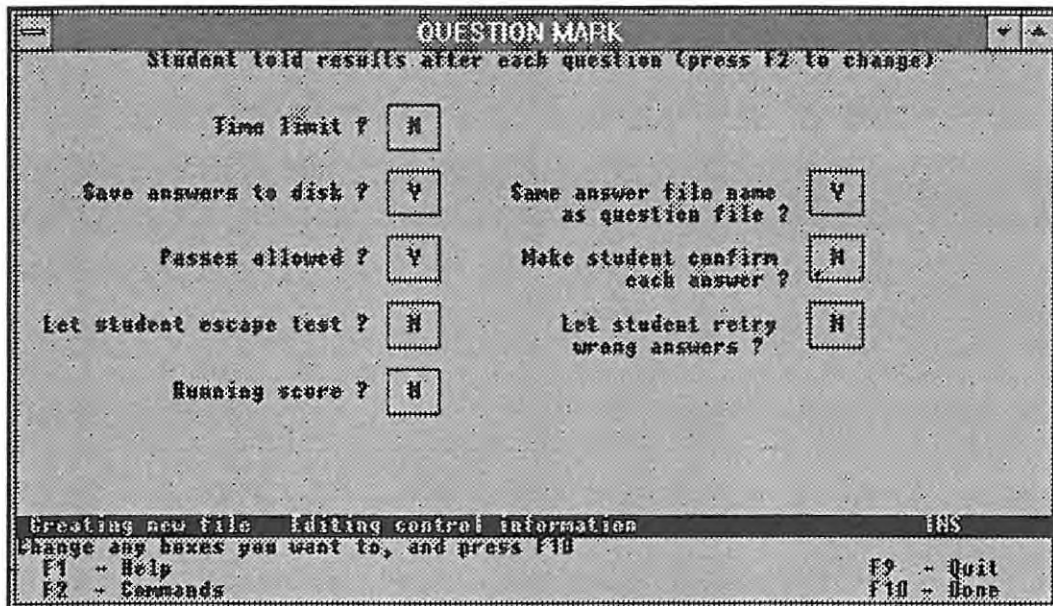 QUESTION MARK
Student told results after each question (press F2 to change)
Time limit ? N
Save answers to disk ? Y
Same answer file name
as question file ? Y
Passes allowed ? Y
Make student confirm
each answer ? N
Let student escape test ? N
Let student retry
wrong answers ? N
Running score ? N
Creating new file Editing control information INS
Change any boxes you want to, and press F10
F1 - Help F9 - Quit
F2 - Commands F10 - Done